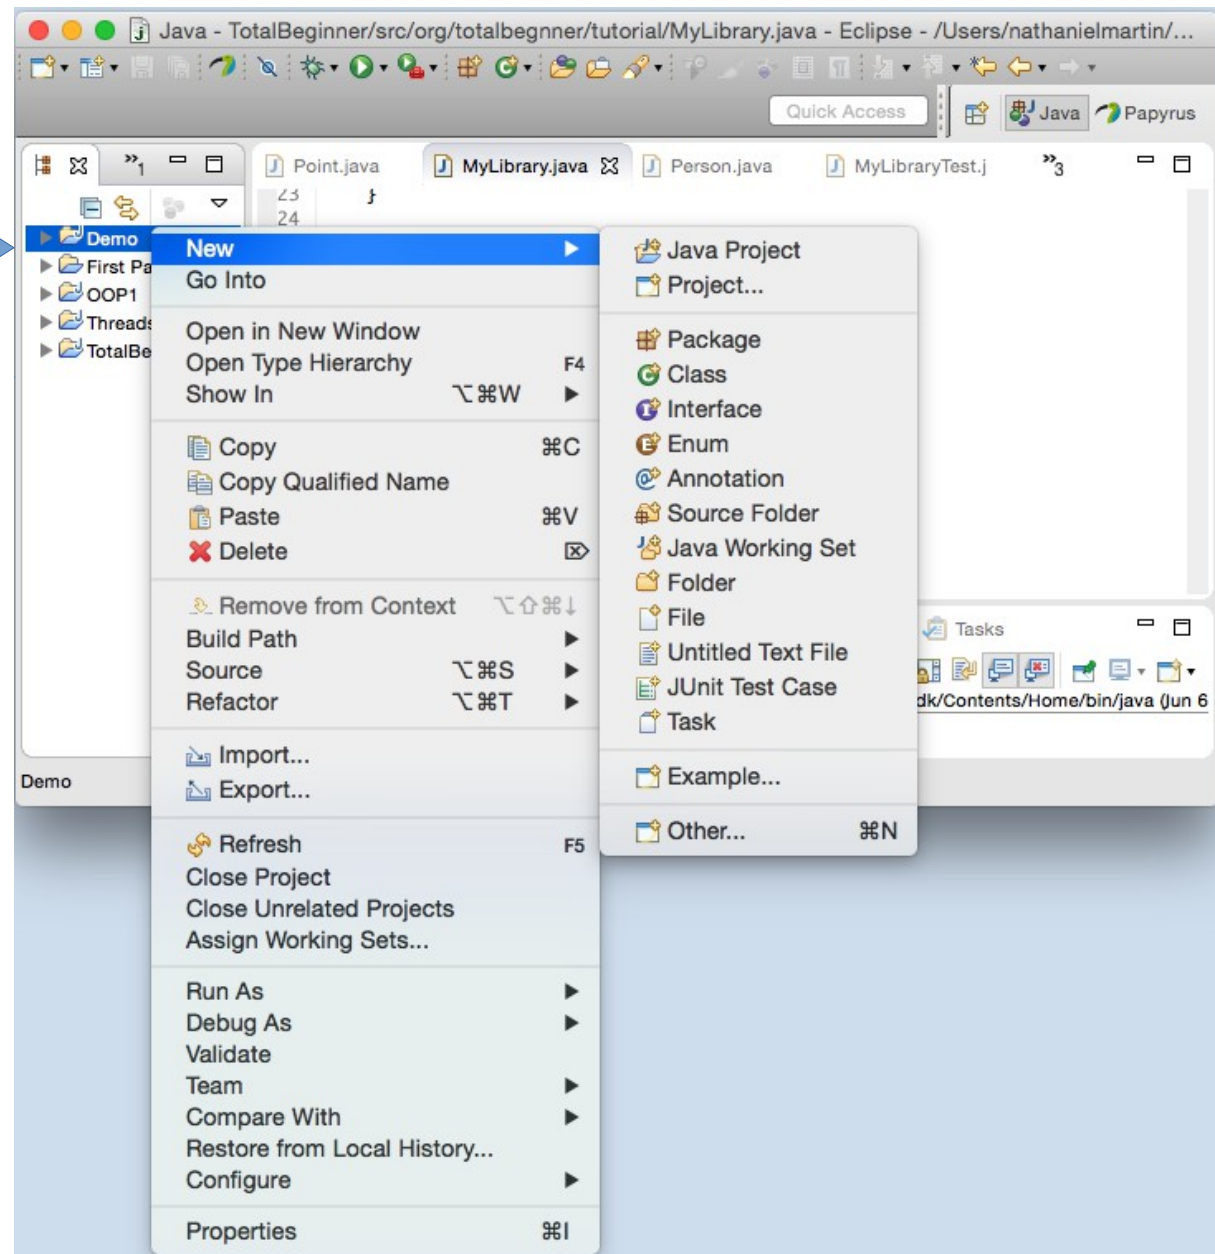 Java - TotalBeginner/src/org/totalbegnner/tutorial/MyLibrary.java - Eclipse - /Users/nathanielmartin/...
Quick Access
Java
Papyrus
»1
Point.java
MyLibrary.java
Person.java
MyLibraryTest.j
»3
23 }
24
Demo
First Pa
OOP1
Threads
TotalBe
New
Go Into
Open in New Window
Open Type Hierarchy F4
Show In ⌥⌘W
Copy ⌘C
Copy Qualified Name
Paste ⌘V
Delete ⌦
Remove from Context ⌥⇧⌘↓
Build Path
Source ⌥⌘S
Refactor ⌥⌘T
Import...
Export...
Refresh F5
Close Project
Close Unrelated Projects
Assign Working Sets...
Run As
Debug As
Validate
Team
Compare With
Restore from Local History...
Configure
Properties ⌘I
Java Project
Project...
Package
Class
Interface
Enum
Annotation
Source Folder
Java Working Set
Folder
File
Untitled Text File
JUnit Test Case
Task
Example...
Other... ⌘N
Tasks
dk/Contents/Home/bin/java (Jun 6
Demo